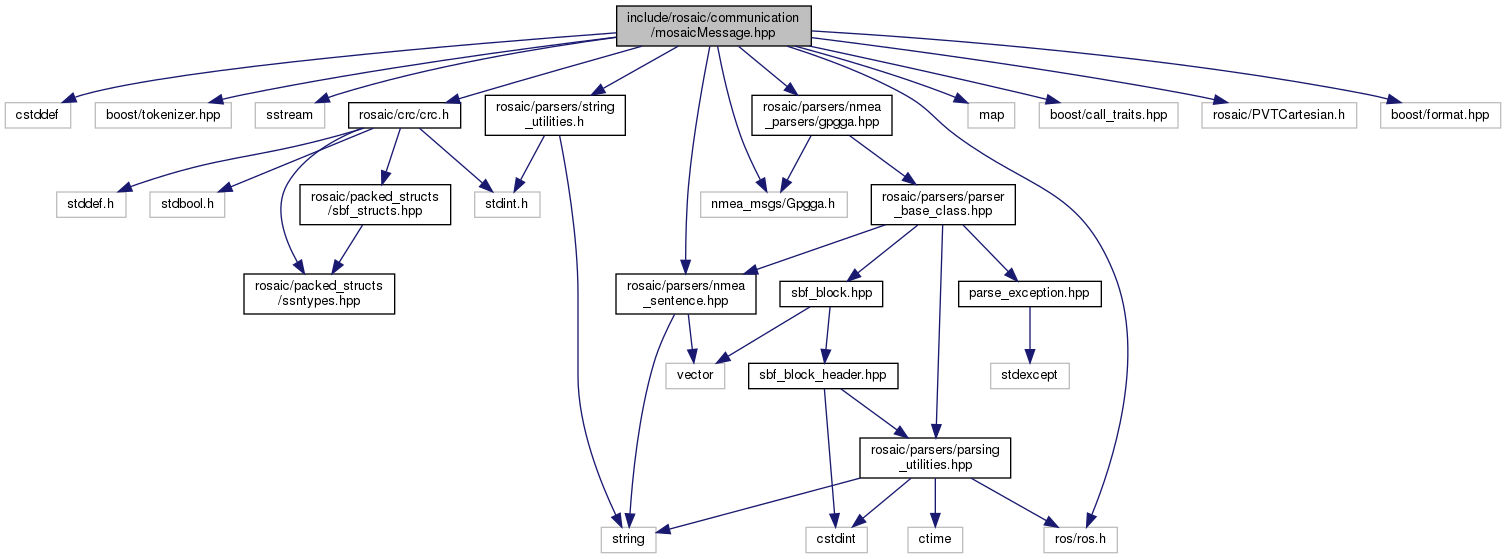 include/rosaic/communication
/mosaicMessage.hpp
cstddef
boost/tokenizer.hpp
sstream
rosaic/crc/crc.h
rosaic/parsers/string
_utilities.h
rosaic/parsers/nmea
_parsers/gpgga.hpp
map
boost/call_traits.hpp
rosaic/PVTCartesian.h
boost/format.hpp
stddef.h
stdbool.h
rosaic/packed_structs
/sbf_structs.hpp
stdint.h
nmea_msgs/Gpgga.h
rosaic/parsers/parser
_base_class.hpp
rosaic/packed_structs
/ssntypes.hpp
rosaic/parsers/nmea
_sentence.hpp
sbf_block.hpp
parse_exception.hpp
vector
sbf_block_header.hpp
stdexcept
rosaic/parsers/parsing
_utilities.hpp
string
cstdint
ctime
ros/ros.h